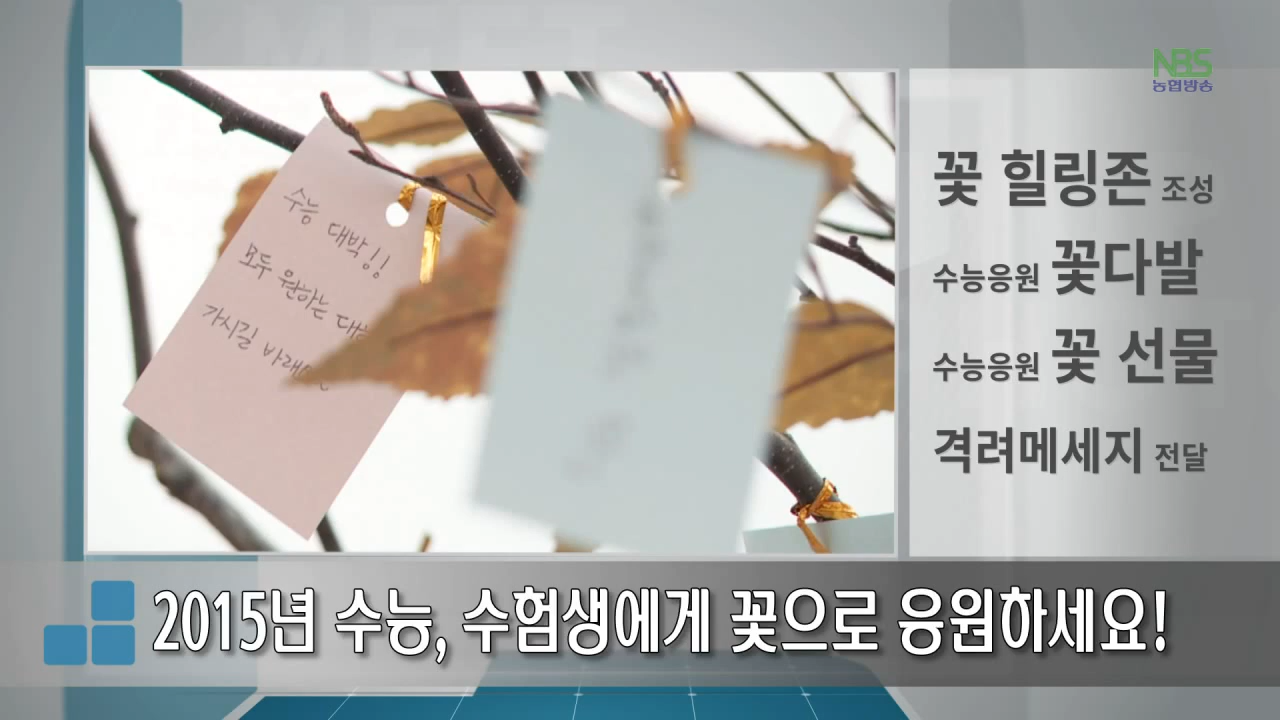 NBS
농협방송
수능 대박!!
모두 원하는
가시길
꽃 힐링존 조성
수능응원 꽃다발
수능응원 꽃 선물
격려메세지 전달
2015년 수능, 수험생에게 꽃으로 응원하세요!